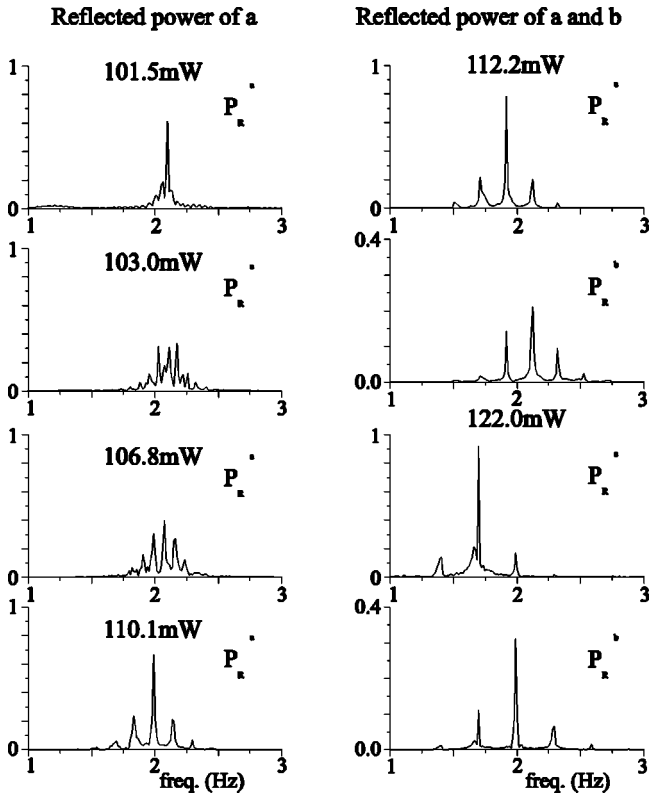 Reflected power of a
Reflected power of a and b
1
101.5mW
P_R^a
0
1
2
3
1
103.0mW
P_R^a
0
1
2
3
1
106.8mW
P_R^a
0
1
2
3
1
110.1mW
P_R^a
0
1
2
3
freq. (Hz)
1
112.2mW
P_R^a
0
1
2
3
0.4
P_R^b
0.0
1
2
3
122.0mW
1
P_R^a
0
1
2
3
0.4
P_R^b
0.0
1
2
3
freq. (Hz)